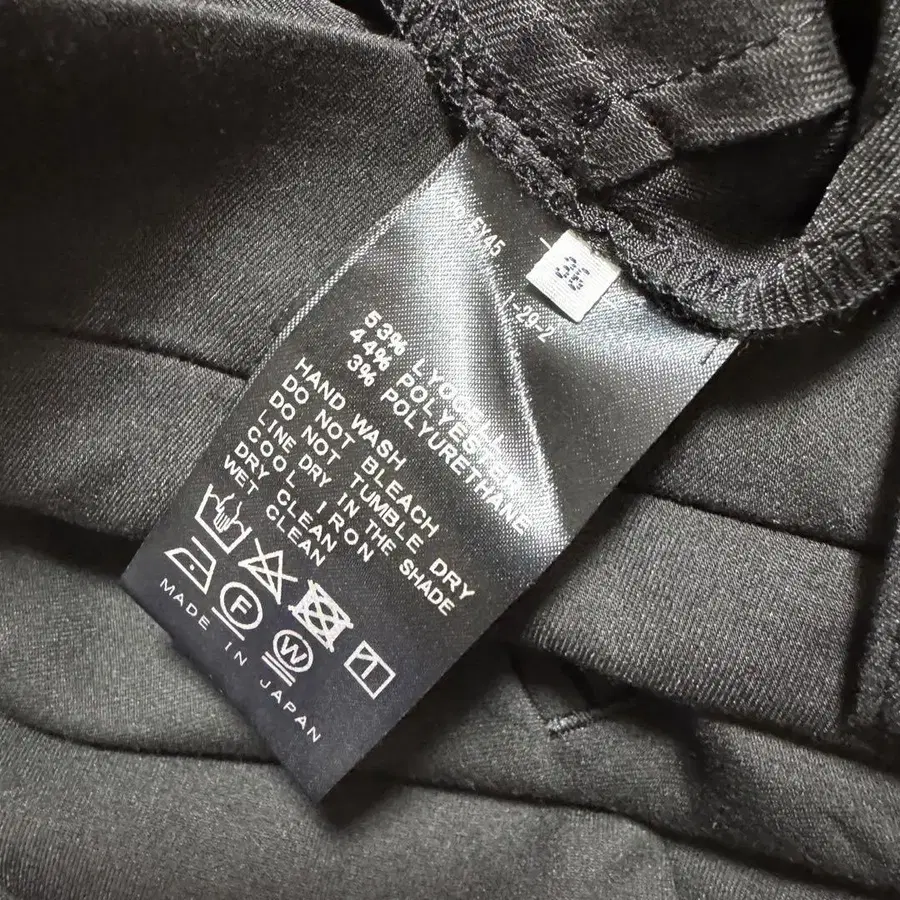 36
53% LYOCELL
44% POLYESTER
3% POLYURETHANE
HAND WASH
DO NOT BLEACH
DO NOT TUMBLE DRY
LINE DRY IN THE SHADE
COOL IRON
DRY CLEAN
WET CLEAN
F
W
MADE IN JAPAN